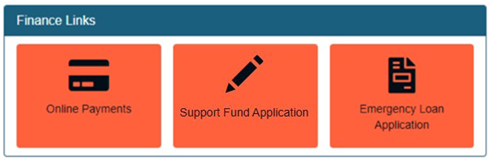 Finance Links
Online Payments
Support Fund Application
Emergency Loan
Application